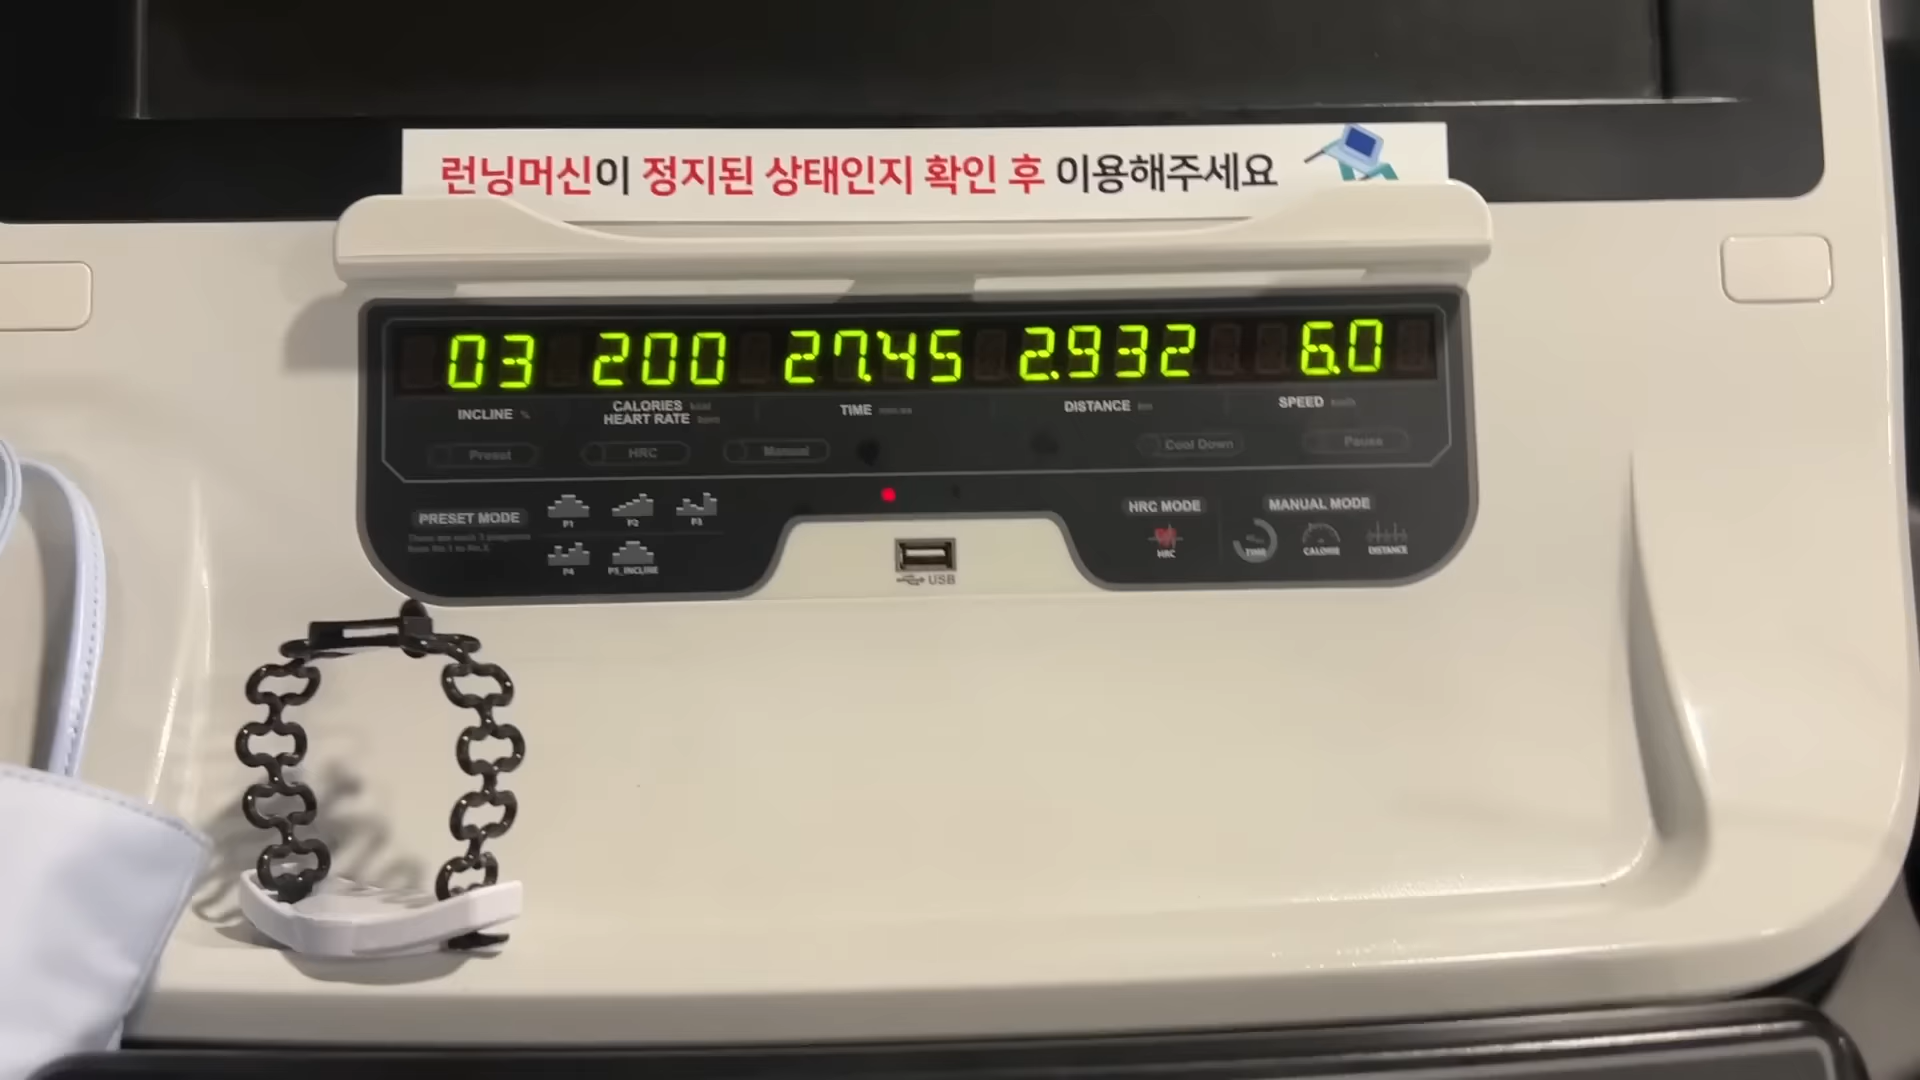 런닝머신이 정지된 상태인지 확인 후 이용해주세요
03 200 27.45 2.932 6.0
INCLINE % CALORIES kcal TIME DISTANCE km SPEED km/h
HEART RATE
Preset HRC Manual Cool Down Pause
PRESET MODE P1 P2 P3 HRC MODE MANUAL MODE
P4 P5_INCLINE HRC TIME CALORIE DISTANCE
USB